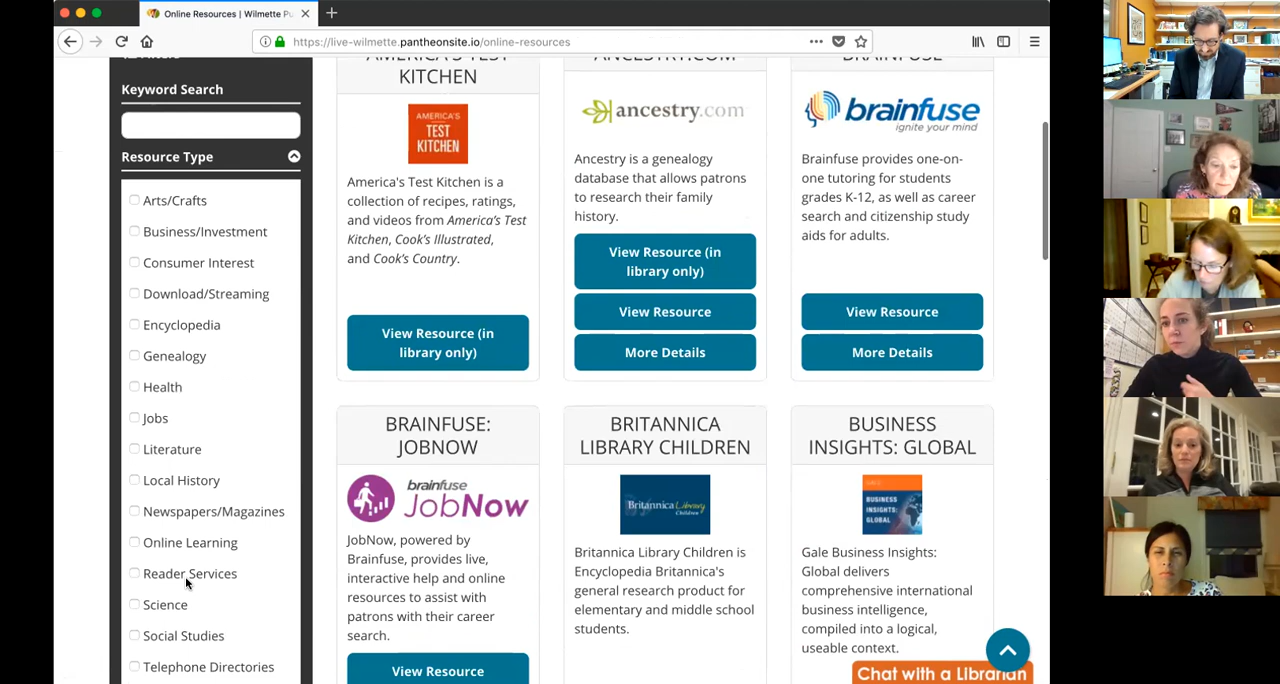 Online Resources | Wilmette Pu
https://live-wilmette.pantheonsite.io/online-resources
Keyword Search
Resource Type
Arts/Crafts
Business/Investment
Consumer Interest
Download/Streaming
Encyclopedia
Genealogy
Health
Jobs
Literature
Local History
Newspapers/Magazines
Online Learning
Reader Services
Science
Social Studies
Telephone Directories
AMERICA'S TEST
KITCHEN
AMERICA'S
TEST
KITCHEN
America's Test Kitchen is a
collection of recipes, ratings,
and videos from America's Test
Kitchen, Cook's Illustrated,
and Cook's Country.
View Resource (in
library only)
ANCESTRY.COM
ancestry.com
Ancestry is a genealogy
database that allows patrons
to research their family
history.
View Resource (in
library only)
View Resource
More Details
BRAINFUSE
brainfuse
ignite your mind
Brainfuse provides one-on-
one tutoring for students
grades K-12, as well as career
search and citizenship study
aids for adults.
View Resource
More Details
BRAINFUSE:
JOBNOW
brainfuse
JobNow
JobNow, powered by
Brainfuse, provides live,
interactive help and online
resources to assist with
patrons with their career
search.
View Resource
BRITANNICA
LIBRARY CHILDREN
Britannica Library
Children
Britannica Library Children is
Encyclopedia Britannica's
general research product for
elementary and middle school
students.
BUSINESS
INSIGHTS: GLOBAL
GALE
BUSINESS
INSIGHTS:
GLOBAL
Gale Business Insights:
Global delivers
comprehensive international
business intelligence,
compiled into a logical,
useable context.
Chat with a Librarian